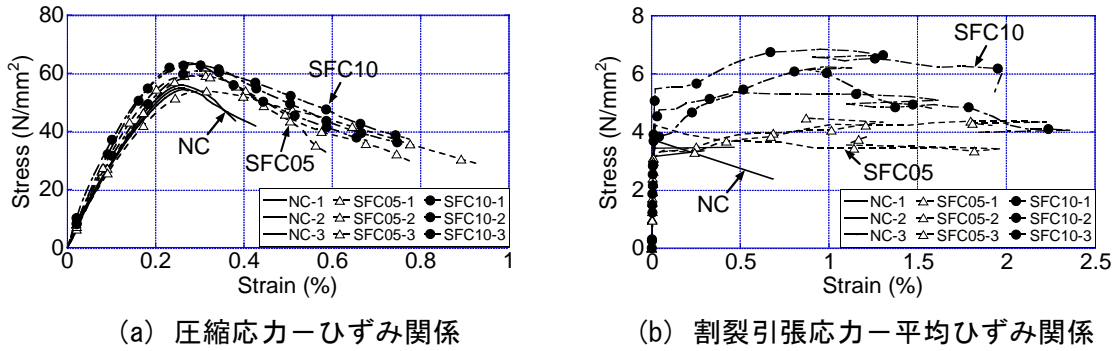 80
60
40
20
0
Stress (N/mm²)
SFC10
NC
SFC05
NC-1 SFC05-1 SFC10-1
NC-2 SFC05-2 SFC10-2
NC-3 SFC05-3 SFC10-3
0 0.2 0.4 0.6 0.8 1
Strain (%)
(a) 圧縮応力－ひずみ関係
8
6
4
2
0
Stress (N/mm²)
SFC10
SFC05
NC
NC-1 SFC05-1 SFC10-1
NC-2 SFC05-2 SFC10-2
NC-3 SFC05-3 SFC10-3
0 0.5 1 1.5 2 2.5
Strain (%)
(b) 割裂引張応力－平均ひずみ関係